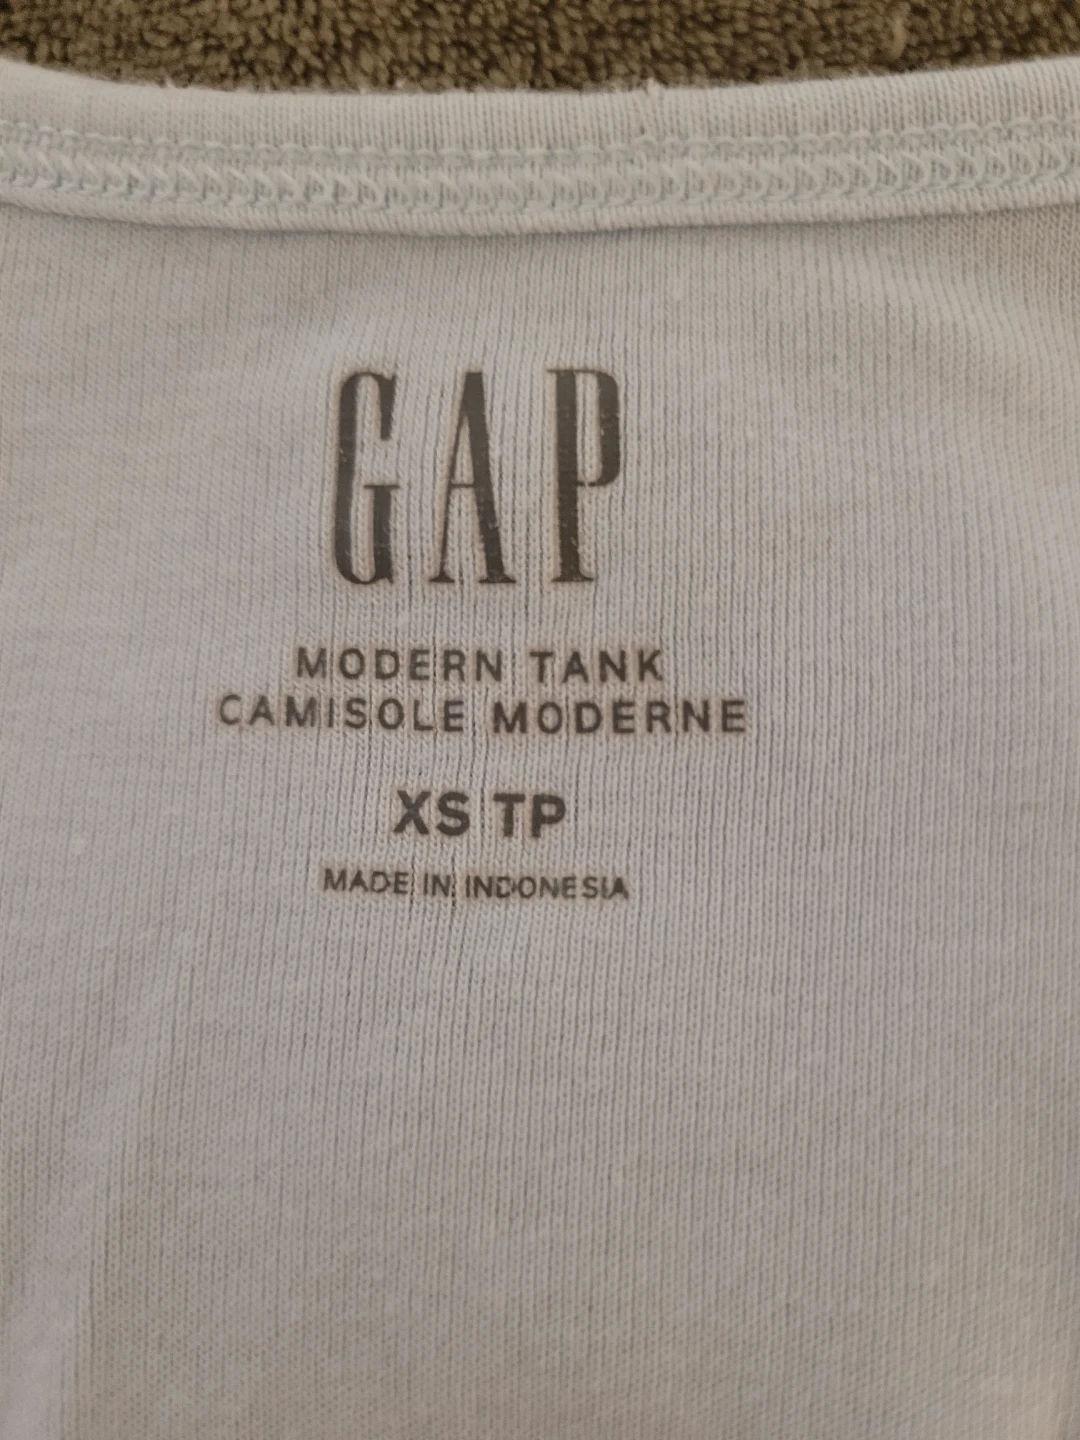 GAP
MODERN TANK
CAMISOLE MODERNE
XS TP
MADE IN INDONESIA